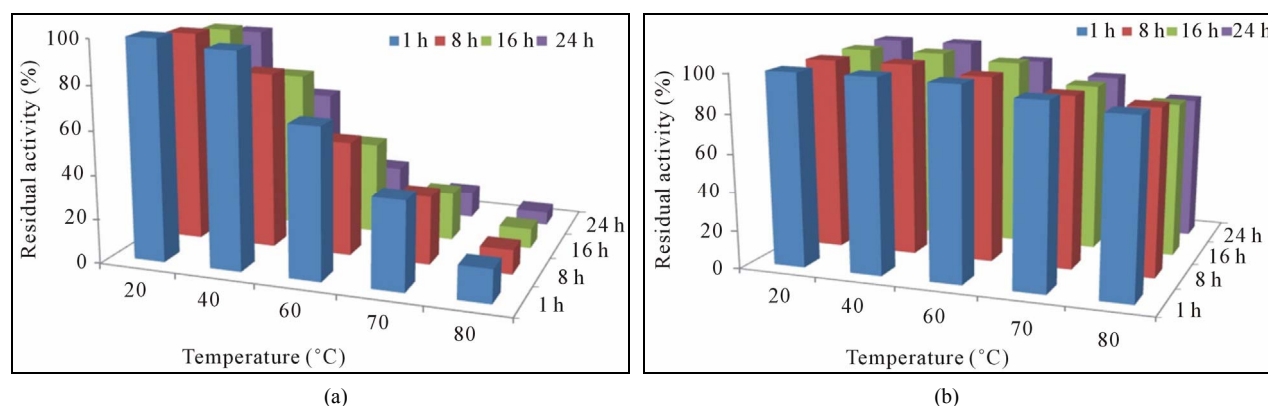 100
80
60
40
20
0
Residual activity (%)
1 h 8 h 16 h 24 h
24 h
16 h
8 h
1 h
20 40 60 70 80
Temperature (°C)
(a)
100
80
60
40
20
0
Residual activity (%)
1 h 8 h 16 h 24 h
24 h
16 h
8 h
1 h
20 40 60 70 80
Temperature (°C)
(b)